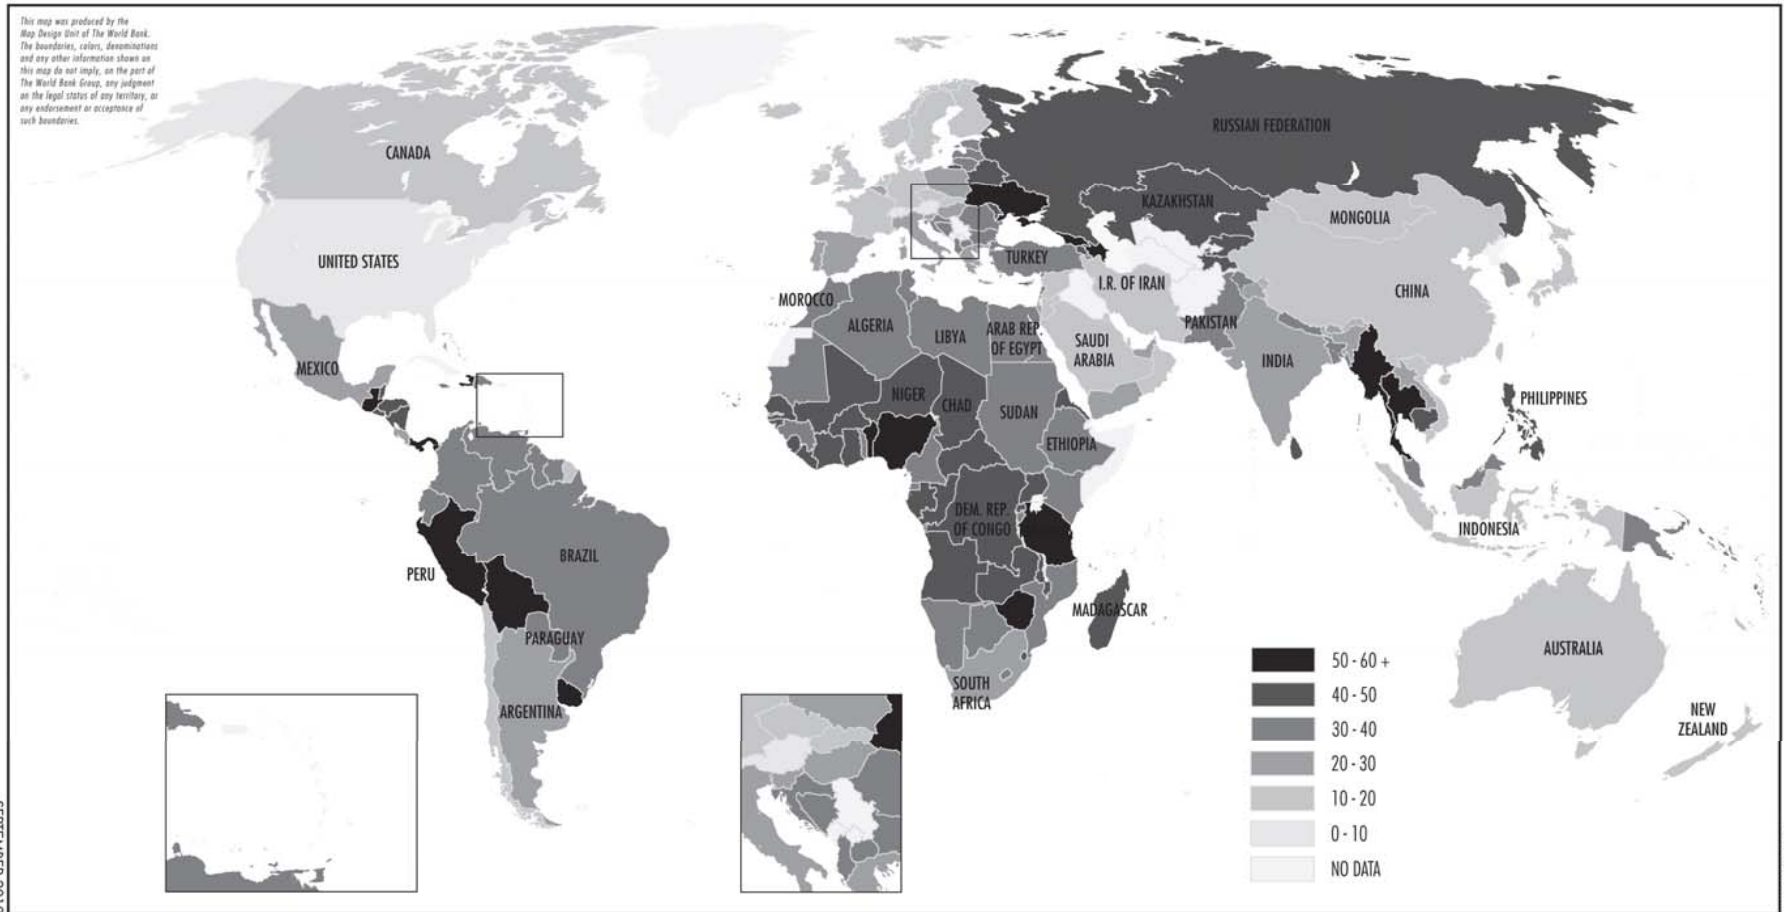 This map was produced by the
Map Design Unit of The World Bank.
The boundaries, colors, denominations
and any other information shown on
this map do not imply, on the part of
The World Bank Group, any judgment
on the legal status of any territory, or
any endorsement or acceptance of
such boundaries.
RUSSIAN FEDERATION
CANADA
KAZAKHSTAN
MONGOLIA
UNITED STATES
TURKEY
I.R. OF IRAN
CHINA
MOROCCO
ALGERIA
LIBYA
ARAB REP.
OF EGYPT
SAUDI
ARABIA
PAKISTAN
INDIA
MEXICO
NIGER
CHAD
SUDAN
ETHIOPIA
PHILIPPINES
DEM. REP.
OF CONGO
INDONESIA
BRAZIL
PERU
MADAGASCAR
PARAGUAY
SOUTH
AFRICA
ARGENTINA
AUSTRALIA
NEW
ZEALAND
50 - 60 +
40 - 50
30 - 40
20 - 30
10 - 20
0 - 10
NO DATA